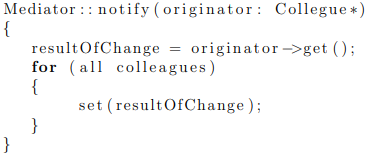 Mediator::notify(originator: Collegue*)
{
resultOfChange = originator->get();
for (all colleagues)
{
set(resultOfChange);
}
}